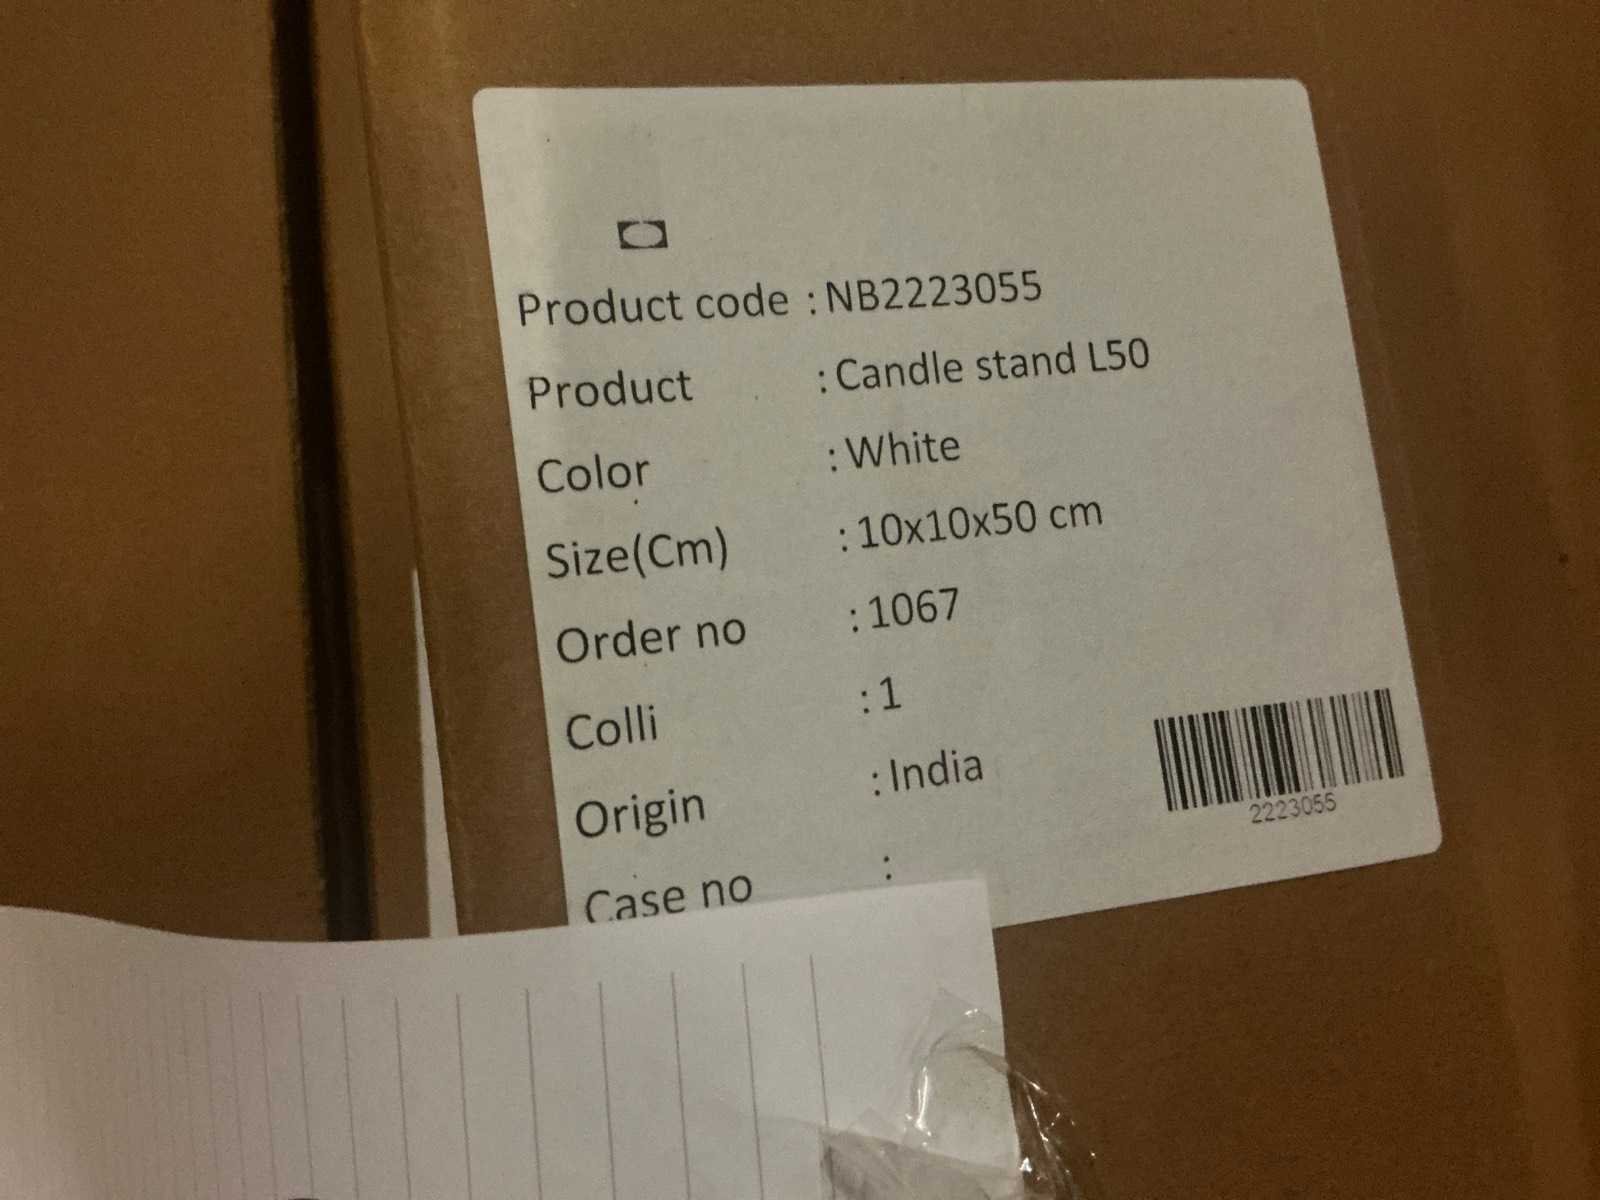 Product code : NB2223055
Product : Candle stand L50
Color : White
Size(Cm) : 10x10x50 cm
Order no : 1067
Colli : 1
Origin : India
Case no :
2223055